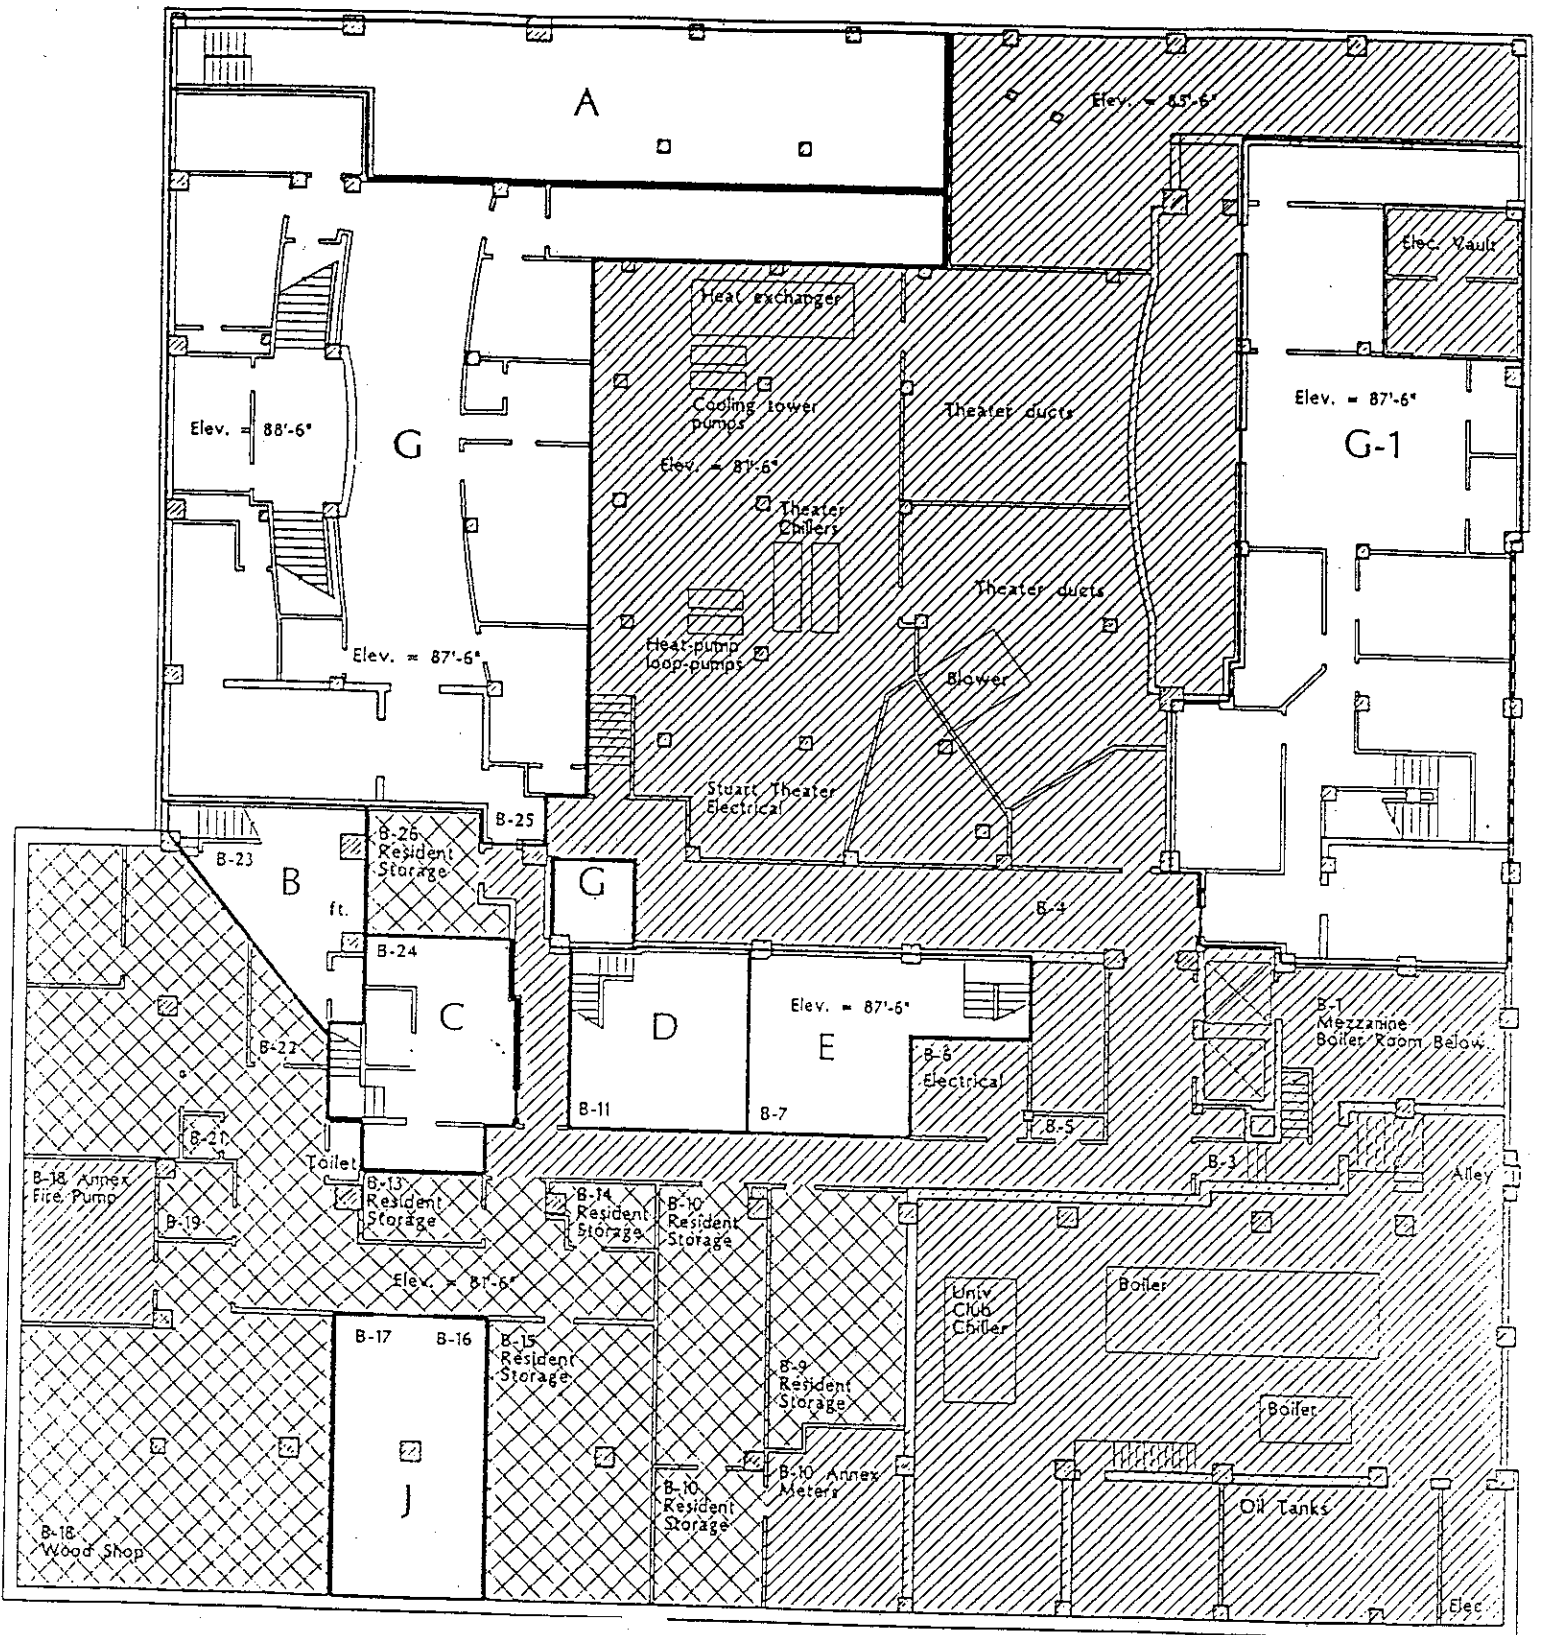 A
Elev. = 85'-6"
Elec. Vault
Heat exchanger
Cooling tower
pumps
Theater ducts
Elev. = 87'-6"
G-1
Elev. = 88'-6"
G
Elev. = 81'-6"
Theater
Chillers
Theater ducts
Heat-pump
loop-pumps
Elev. = 87'-6"
Blower
Stuart Theater
Electrical
B-25
B-26
Resident
Storage
B-23
B
ft.
G
B-4
B-24
C
D
Elev. = 87'-6"
E
B-1
Mezzanine
Boiler Room Below
B-22
B-6
Electrical
B-11
B-7
B-5
B-21
Toilet
B-3
Alley
B-18 Annex
Fire Pump
B-19
B-13
Resident
Storage
B-14
Resident
Storage
B-10
Resident
Storage
Elev. = 81'-6"
Univ.
Club
Chiller
Boiler
B-17
B-16
B-15
Resident
Storage
B-9
Resident
Storage
Boiler
J
B-10 Annex
Meters
B-10
Resident
Storage
Oil Tanks
B-18
Wood Shop
Elec